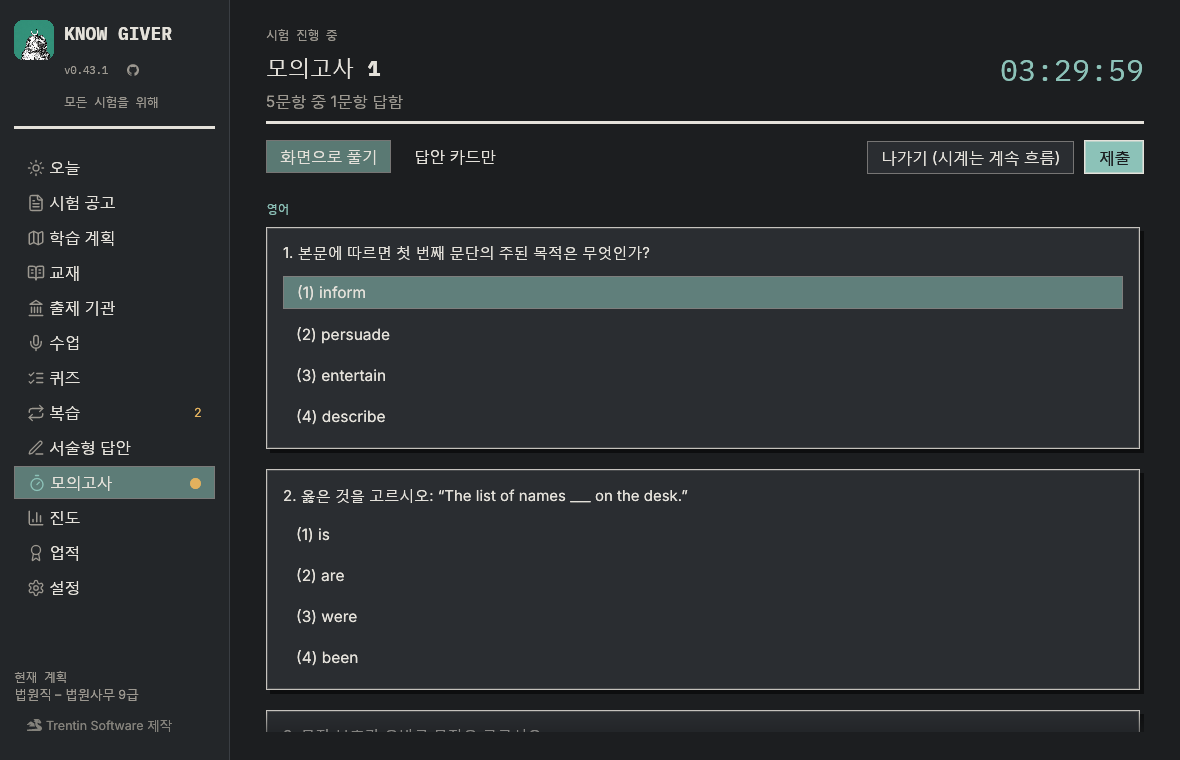 KNOW GIVER
v0.43.1
모든 시험을 위해
오늘
시험 공고
학습 계획
교재
출제 기관
수업
퀴즈
복습 2
서술형 답안
모의고사
진도
업적
설정
현재 계획
법원직 – 법원사무 9급
Trentin Software 제작
시험 진행 중
모의고사 1
03:29:59
5문항 중 1문항 답함
화면으로 풀기 답안 카드만 나가기 (시계는 계속 흐름) 제출
영어
1. 본문에 따르면 첫 번째 문단의 주된 목적은 무엇인가?
(1) inform
(2) persuade
(3) entertain
(4) describe
2. 옳은 것을 고르시오: “The list of names ___ on the desk.”
(1) is
(2) are
(3) were
(4) been